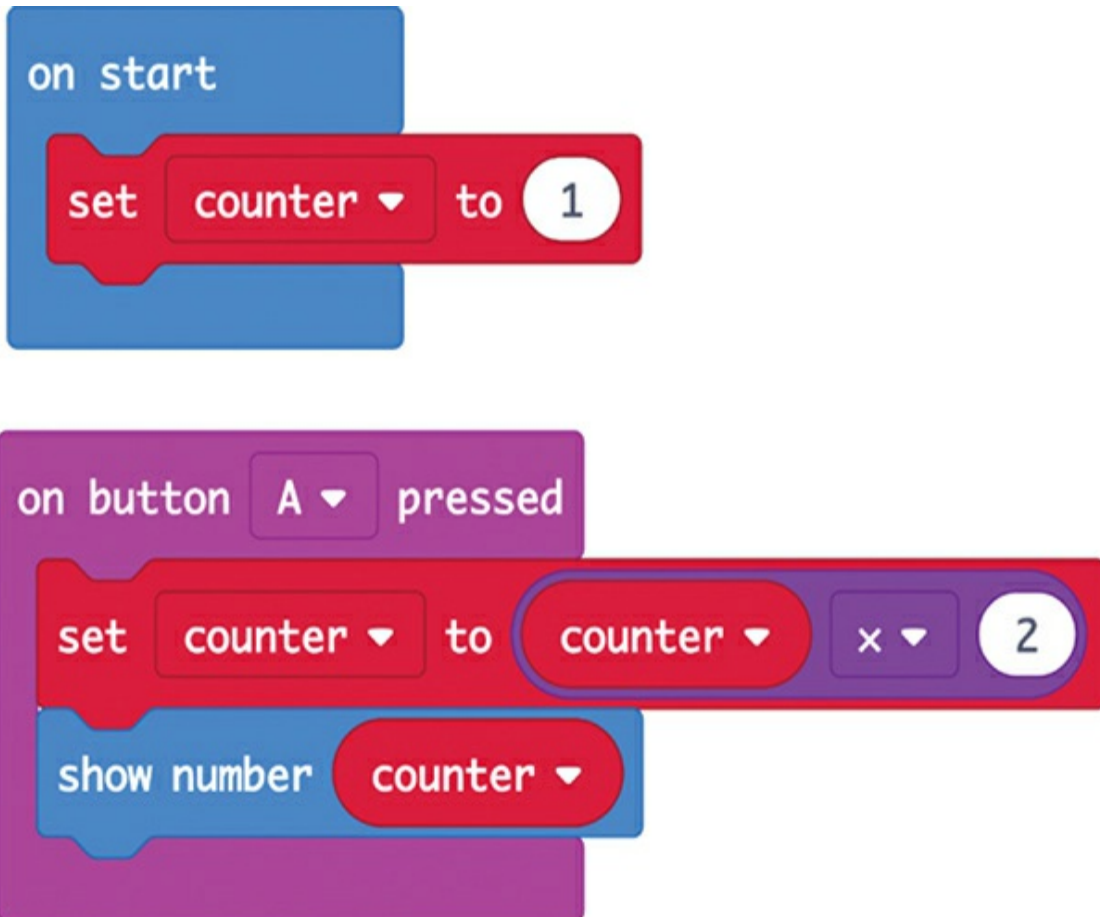 on start
set counter to 1
on button A pressed
set counter to counter x 2
show number counter